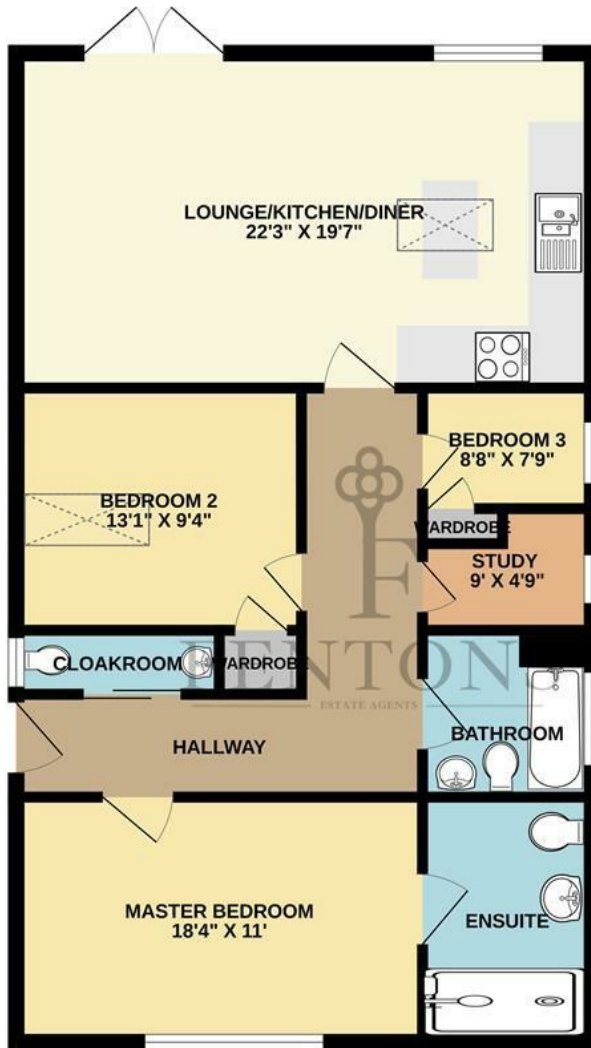 LOUNGE/KITCHEN/DINER
22'3" X 19'7"
BEDROOM 3
8'8" X 7'9"
BEDROOM 2
13'1" X 9'4"
WARDROBE
STUDY
9' X 4'9"
F
CLOAKROOM
WARDROBE
FENTONS
ESTATE AGENTS
BATHROOM
HALLWAY
MASTER BEDROOM
18'4" X 11'
ENSUITE